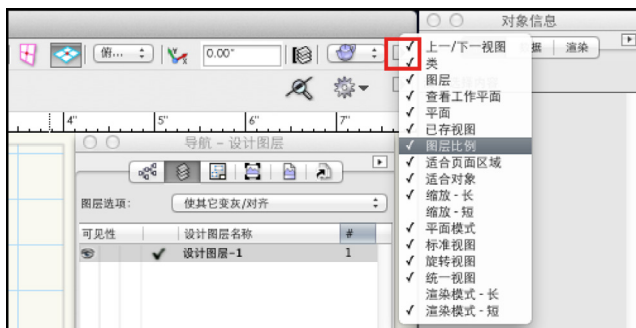 对象信息
俯...
0.00"
据
渲染
4"
5"
6"
7"
导航 - 设计图层
图层选项:
使其它变灰/对齐
可见性
设计图层名称
#
设计图层-1
1
上一/下一视图
类
图层
查看工作平面
平面
已存视图
图层比例
适合页面区域
适合对象
缩放 - 长
缩放 - 短
平面模式
标准视图
旋转视图
统一视图
渲染模式 - 长
渲染模式 - 短